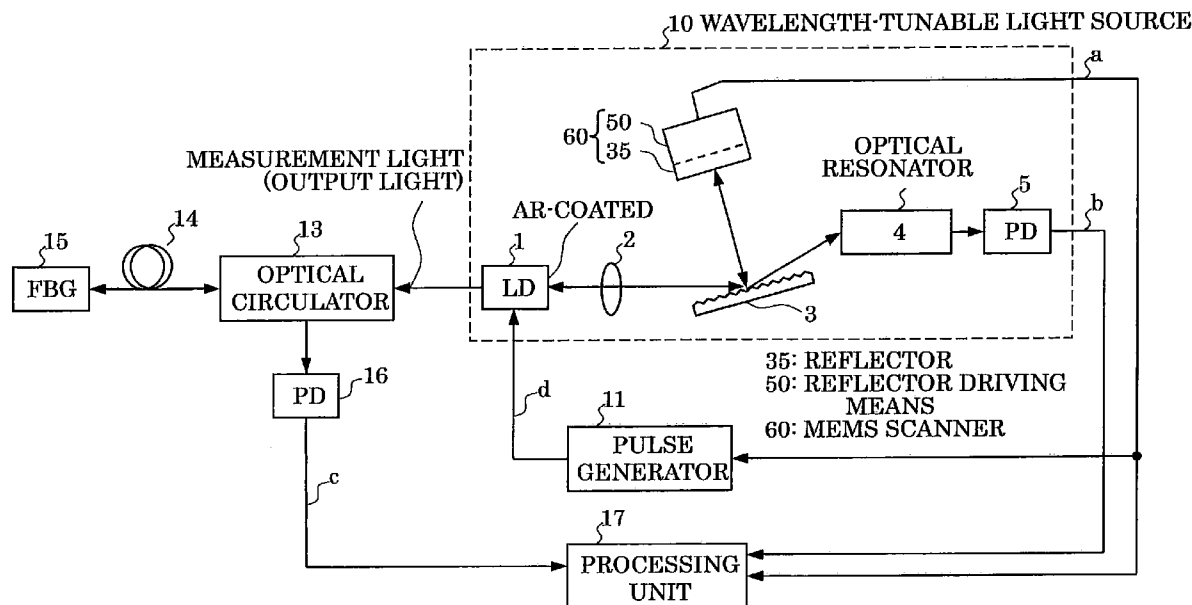 10 WAVELENGTH-TUNABLE LIGHT SOURCE
a
60 { 50
35
MEASUREMENT LIGHT
(OUTPUT LIGHT)
OPTICAL
RESONATOR
4
5
PD
b
AR-COATED
1
LD
2
3
14
15
FBG
13
OPTICAL
CIRCULATOR
16
PD
35: REFLECTOR
50: REFLECTOR DRIVING
MEANS
60: MEMS SCANNER
d
11
PULSE
GENERATOR
c
17
PROCESSING
UNIT